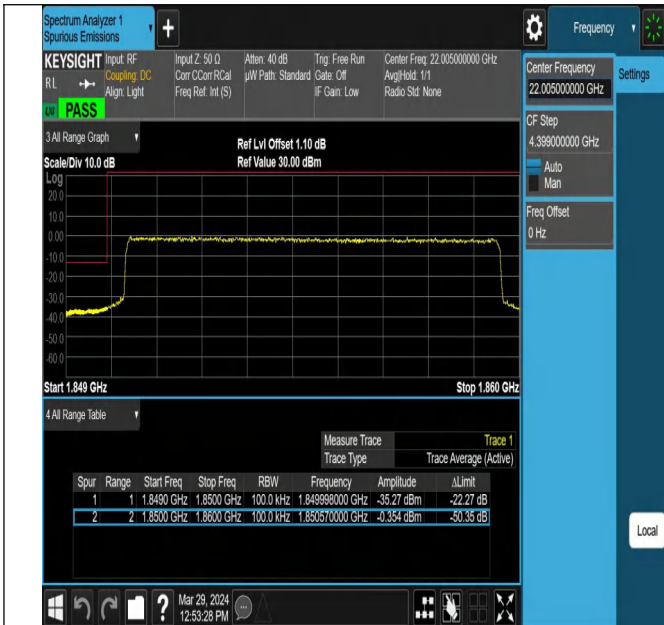 Spectrum Analyzer 1
Spurious Emissions
+
Frequency
KEYSIGHT
RL
PASS
Input: RF
Coupling: DC
Align: Light
Input Z: 50 Ω
Corr CCorr RCal
Freq Ref: Int (S)
Atten: 40 dB
µW Path: Standard
Trig: Free Run
Gate: Off
IF Gain: Low
Center Freq: 22.005000000 GHz
Avg|Hold: 1/1
Radio Std: None
Center Frequency
22.005000000 GHz
Settings
CF Step
4.399000000 GHz
Auto
Man
Freq Offset
0 Hz
3 All Range Graph
Ref Lvl Offset 1.10 dB
Scale/Div 10.0 dB
Ref Value 30.00 dBm
Log
20.0
10.0
0.00
-10.0
-20.0
-30.0
-40.0
-50.0
-60.0
Start 1.849 GHz
Stop 1.860 GHz
4 All Range Table
Measure Trace Trace 1
Trace Type Trace Average (Active)
Spur Range Start Freq Stop Freq RBW Frequency Amplitude ΔLimit
1 1 1.8490 GHz 1.8500 GHz 100.0 kHz 1.849998000 GHz -35.27 dBm -22.27 dB
2 2 1.8500 GHz 1.8600 GHz 100.0 kHz 1.850570000 GHz -0.354 dBm -50.35 dB
Local
?
Mar 29, 2024
12:53:28 PM